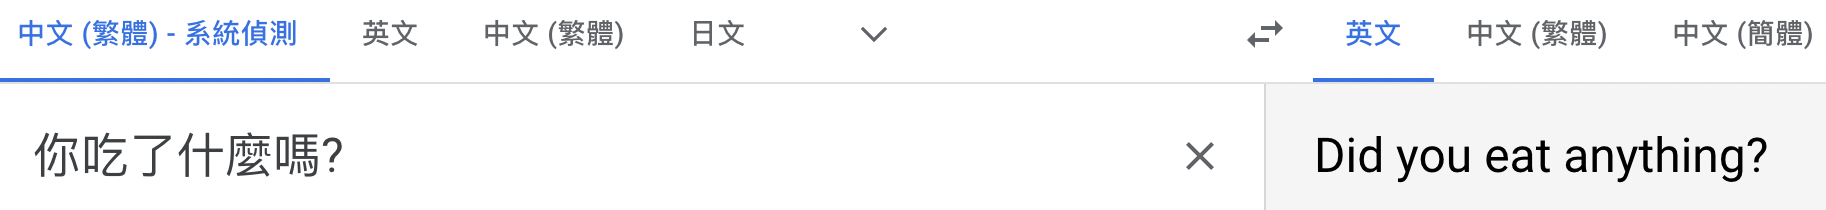 中文 (繁體) - 系統偵測 英文 中文 (繁體) 日文 英文 中文 (繁體) 中文 (簡體)
你吃了什麼嗎? Did you eat anything?